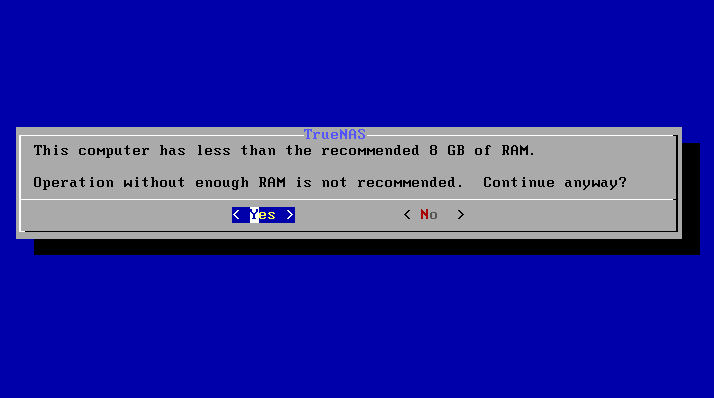 TrueNAS
This computer has less than the recommended 8 GB of RAM.
Operation without enough RAM is not recommended.  Continue anyway?
< Yes > < No  >